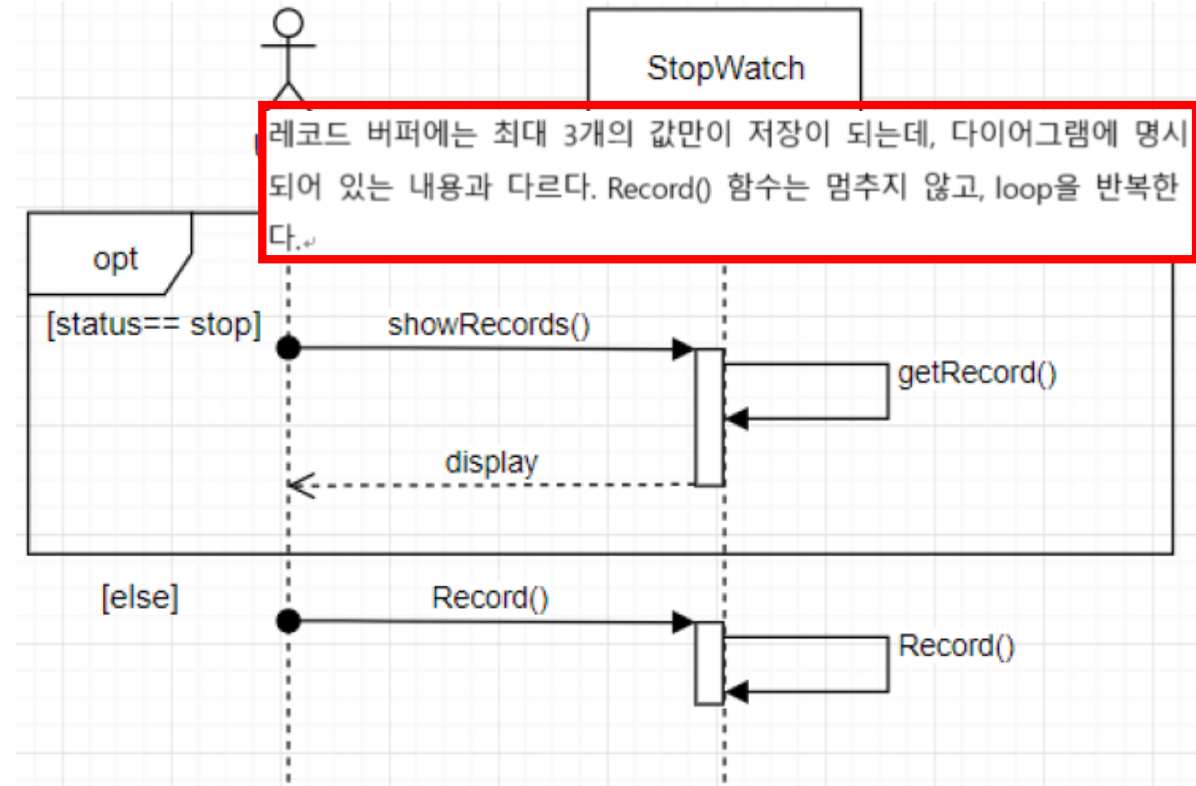 StopWatch
레코드 버퍼에는 최대 3개의 값만이 저장이 되는데, 다이어그램에 명시
되어 있는 내용과 다르다. Record() 함수는 멈추지 않고, loop을 반복한
다.↵
opt
[status== stop]
showRecords()
getRecord()
display
[else]
Record()
Record()